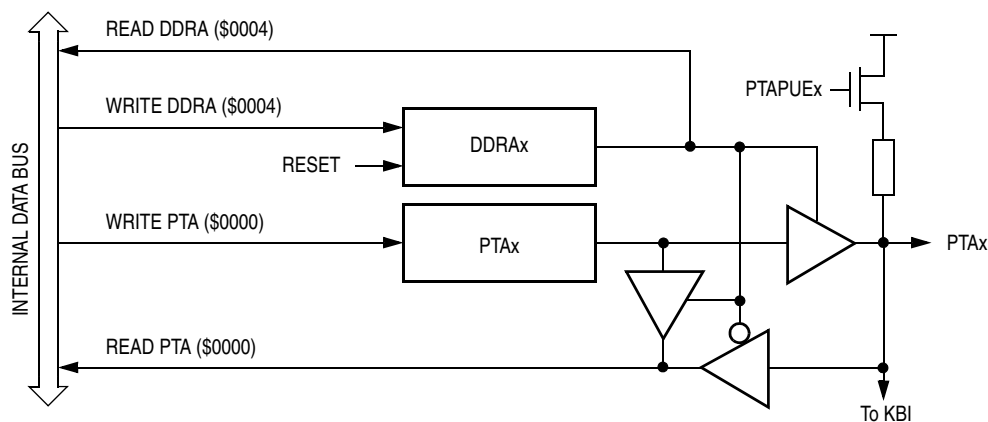 READ DDRA ($0004)
PTAPUEx
WRITE DDRA ($0004)
DDRAx
RESET
INTERNAL DATA BUS
WRITE PTA ($0000)
PTAx
PTAx
READ PTA ($0000)
To KBI